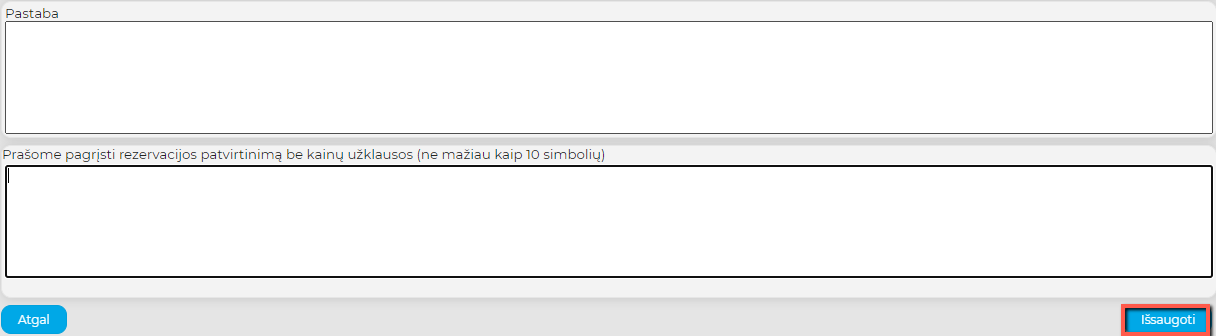 Pastaba
Prašome pagrįsti rezervacijos patvirtinimą be kainų užklausos (ne mažiau kaip 10 simbolių)
Atgal
Išsaugoti